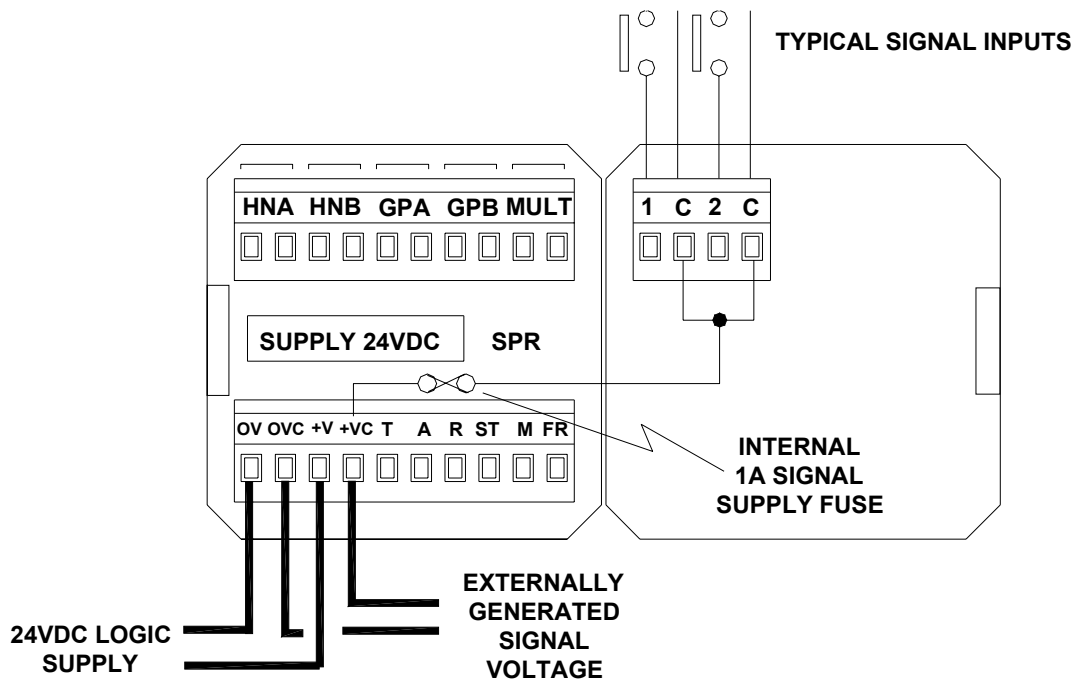 TYPICAL SIGNAL INPUTS
HNA HNB GPA GPB MULT
1 C 2 C
SUPPLY 24VDC SPR
OV OVC +V +VC T A R ST M FR
INTERNAL
1A SIGNAL
SUPPLY FUSE
EXTERNALLY
GENERATED
SIGNAL
VOLTAGE
24VDC LOGIC
SUPPLY